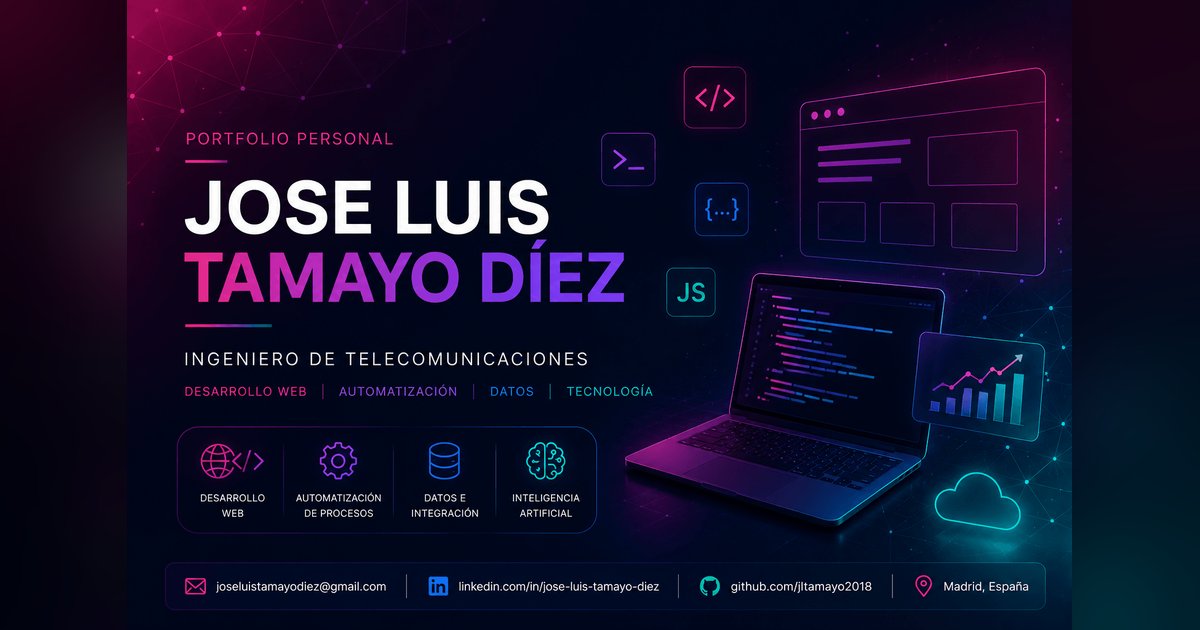 PORTFOLIO PERSONAL
JOSE LUIS
TAMAYO DÍEZ
INGENIERO DE TELECOMUNICACIONES
DESARROLLO WEB | AUTOMATIZACIÓN | DATOS | TECNOLOGÍA
</>
DESARROLLO
WEB
AUTOMATIZACIÓN
DE PROCESOS
DATOS E
INTEGRACIÓN
INTELIGENCIA
ARTIFICIAL
</>
>_
{...}
JS
joseluistamayodiez@gmail.com | linkedin.com/in/jose-luis-tamayo-diez | github.com/jltamayo2018 | Madrid, España